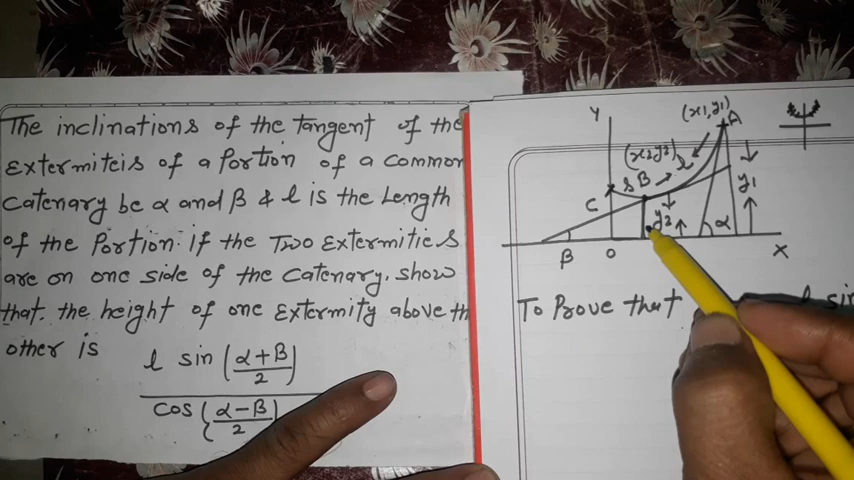 The inclinations of the Tangent of the
Extermiteis of a Portion of a common
Catenary be α and β & l is the Length
of the Portion. if the Two Extermities
are on one side of the Catenary. show
that. the height of one Extermity above th
other is
l sin (α+β/2)
cos (α-β/2)
Y
(x1,y1)
A
(x2,y2)
l
S B
C
y1
y2
α
β
O
X
To Prove that
l sin